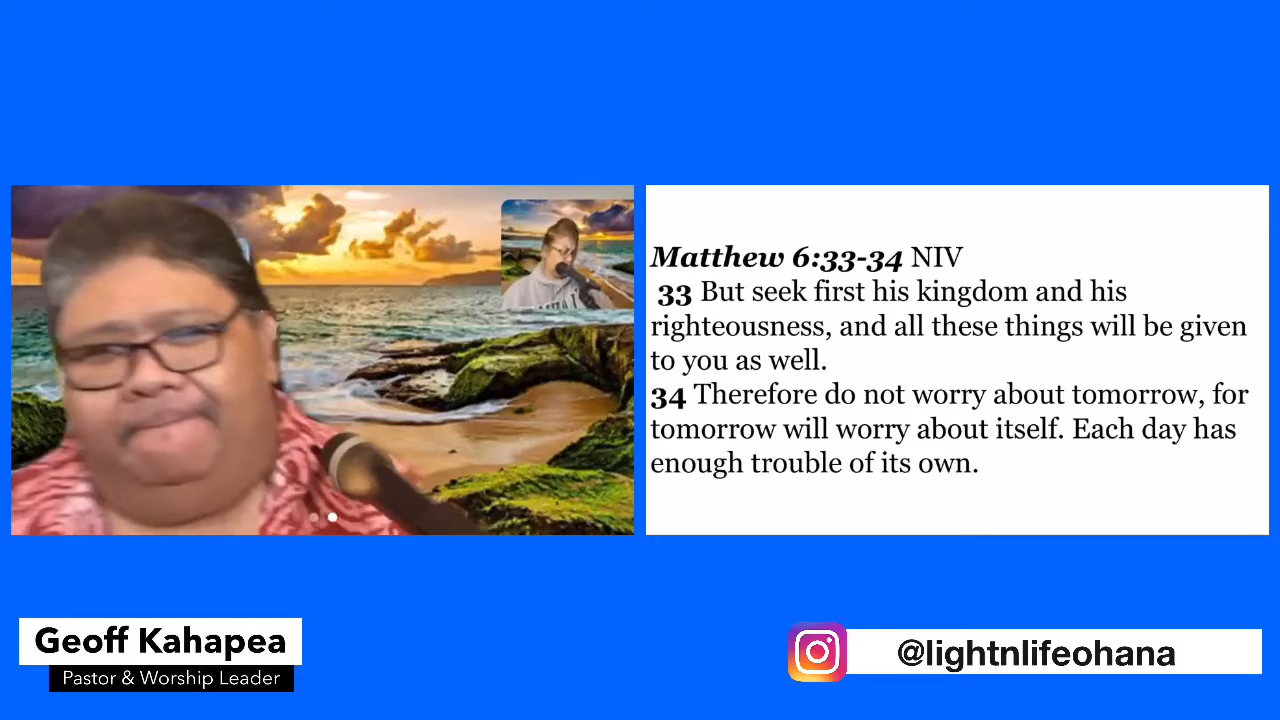 Matthew 6:33-34 NIV
33 But seek first his kingdom and his
righteousness, and all these things will be given
to you as well.
34 Therefore do not worry about tomorrow, for
tomorrow will worry about itself. Each day has
enough trouble of its own.
Geoff Kahapea
Pastor & Worship Leader
@lightnlifeohana